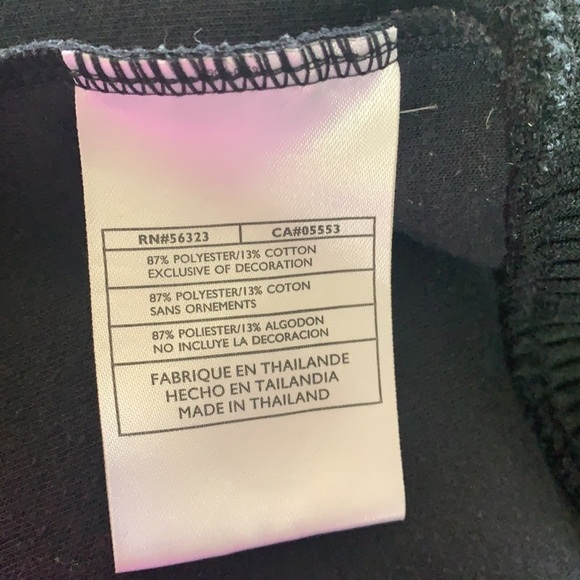 RN#56323 CA#05553
87% POLYESTER/13% COTTON
EXCLUSIVE OF DECORATION
87% POLYESTER/13% COTON
SANS ORNEMENTS
87% POLIESTER/13% ALGODON
NO INCLUYE LA DECORACION
FABRIQUE EN THAILANDE
HECHO EN TAILANDIA
MADE IN THAILAND